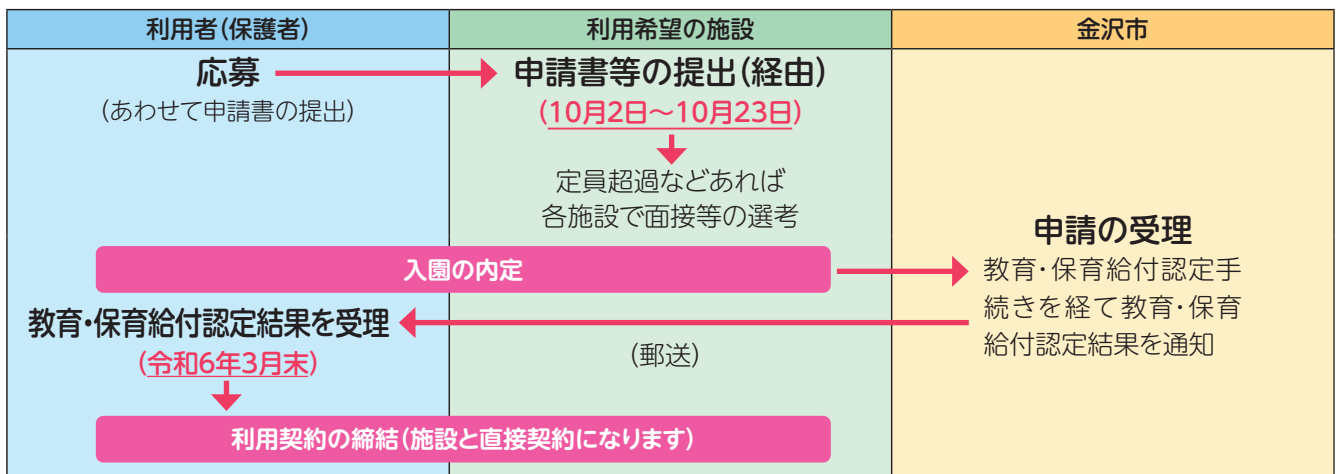 利用者(保護者)
利用希望の施設
金沢市
応募
(あわせて申請書の提出)
申請書等の提出(経由)
(10月2日～10月23日)
定員超過などあれば
各施設で面接等の選考
入園の内定
申請の受理
教育・保育給付認定手
続きを経て教育・保育
給付認定結果を通知
教育・保育給付認定結果を受理
(令和6年3月末)
(郵送)
利用契約の締結(施設と直接契約になります)